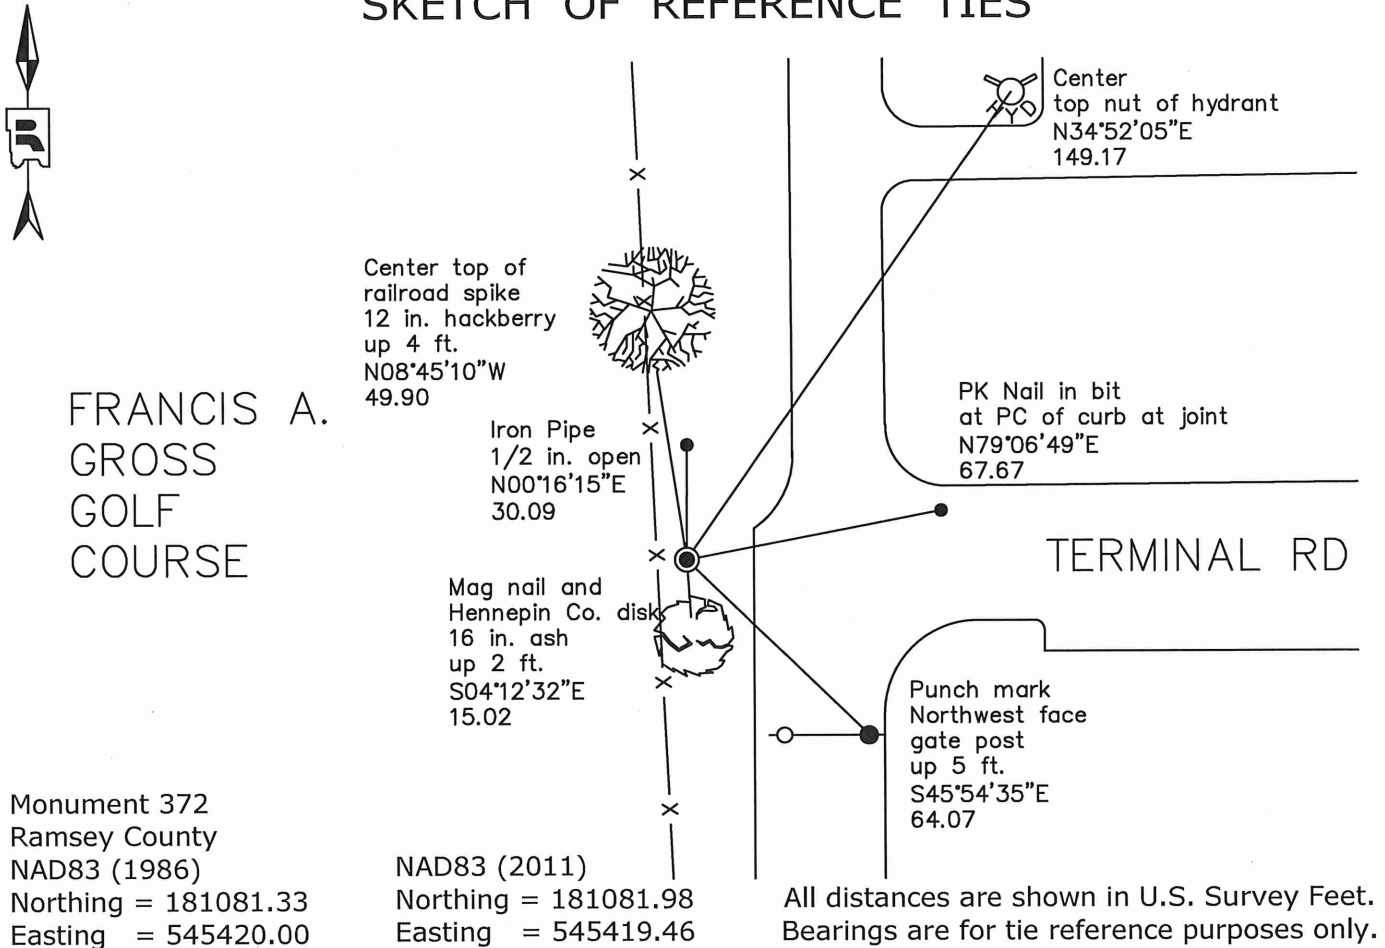 SKETCH OF REFERENCE TIES
R
HYD
Center
top nut of hydrant
N34°52'05"E
149.17
Center top of
railroad spike
12 in. hackberry
up 4 ft.
N08°45'10"W
49.90
FRANCIS A.
GROSS
GOLF
COURSE
Iron Pipe
1/2 in. open
N00°16'15"E
30.09
PK Nail in bit
at PC of curb at joint
N79°06'49"E
67.67
TERMINAL RD
Mag nail and
Hennepin Co. disk
16 in. ash
up 2 ft.
S04°12'32"E
15.02
Punch mark
Northwest face
gate post
up 5 ft.
S45°54'35"E
64.07
Monument 372
Ramsey County
NAD83 (1986)
Northing = 181081.33
Easting = 545420.00
NAD83 (2011)
Northing = 181081.98
Easting = 545419.46
All distances are shown in U.S. Survey Feet.
Bearings are for tie reference purposes only.